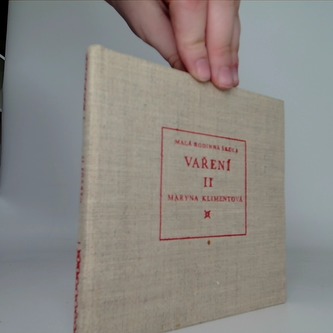 MALÁ RODINNÁ ŠKOLA
VAŘENÍ
II
MARYNA KLIMENTOVÁ